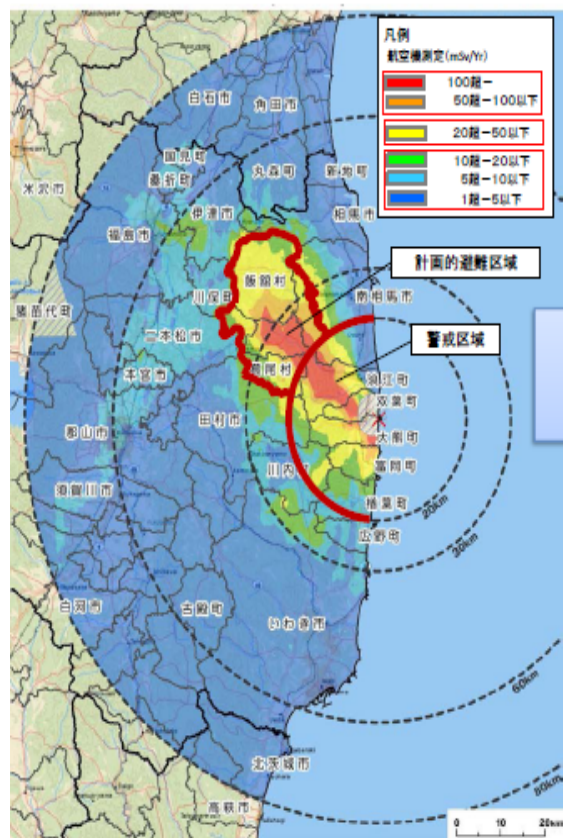 凡例
航空機測定(mSv/Yr)
100超ー
50超ー100以下
20超ー50以下
10超ー20以下
5超ー10以下
1超ー5以下
白石市
角田市
国見町
丸森町
新地町
桑折町
米沢市
伊達市
相馬市
福島市
計画的避難区域
飯舘村
川俣町
南相馬市
猪苗代町
二本松市
警戒区域
葛尾村
浪江町
本宮市
双葉町
田村市
大熊町
郡山市
富岡町
川内
須賀川市
楢葉町
20km
広野町
30km
白河市
古殿町
いわき市
60km
北茨城市
80km
高萩市
0 5 10 20km